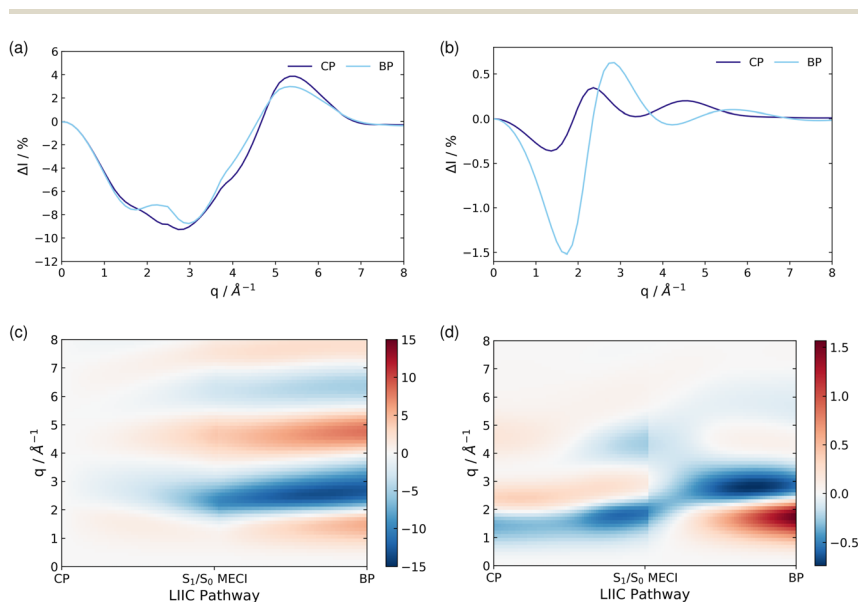 (a)
6
4
2
0
−2
−4
−6
−8
−10
−12
ΔI / %
CP
BP
0 1 2 3 4 5 6 7 8
q / Å⁻¹
(b)
0.5
0.0
−0.5
−1.0
−1.5
ΔI / %
CP
BP
0 1 2 3 4 5 6 7 8
q / Å⁻¹
(c)
8
7
6
5
4
3
2
1
0
q / Å⁻¹
CP S₁/S₀ MECI BP
LIIC Pathway
15
10
5
0
−5
−10
−15
(d)
8
7
6
5
4
3
2
1
0
q / Å⁻¹
CP S₁/S₀ MECI BP
LIIC Pathway
1.5
1.0
0.5
0.0
−0.5